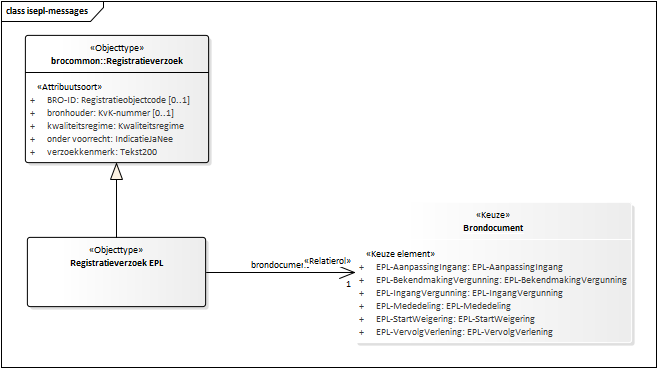 class isepl-messages
«Objecttype»
brocommon::Registratieverzoek
«Attribuutsoort»
+ BRO-ID: Registratieobjectcode [0..1]
+ bronhouder: KvK-nummer [0..1]
+ kwaliteitsregime: Kwaliteitsregime
+ onder voorrecht: IndicatieJaNee
+ verzoekkenmerk: Tekst200
«Objecttype»
Registratieverzoek EPL
«Relatierol»
1
«Keuze»
Brondocument
«Keuze element»
+ EPL-AanpassingIngang: EPL-AanpassingIngang
+ EPL-BekendmakingVergunning: EPL-BekendmakingVergunning
+ EPL-IngangVergunning: EPL-IngangVergunning
+ EPL-Mededeling: EPL-Mededeling
+ EPL-StartWeigering: EPL-StartWeigering
+ EPL-VervolgVerlening: EPL-VervolgVerlening